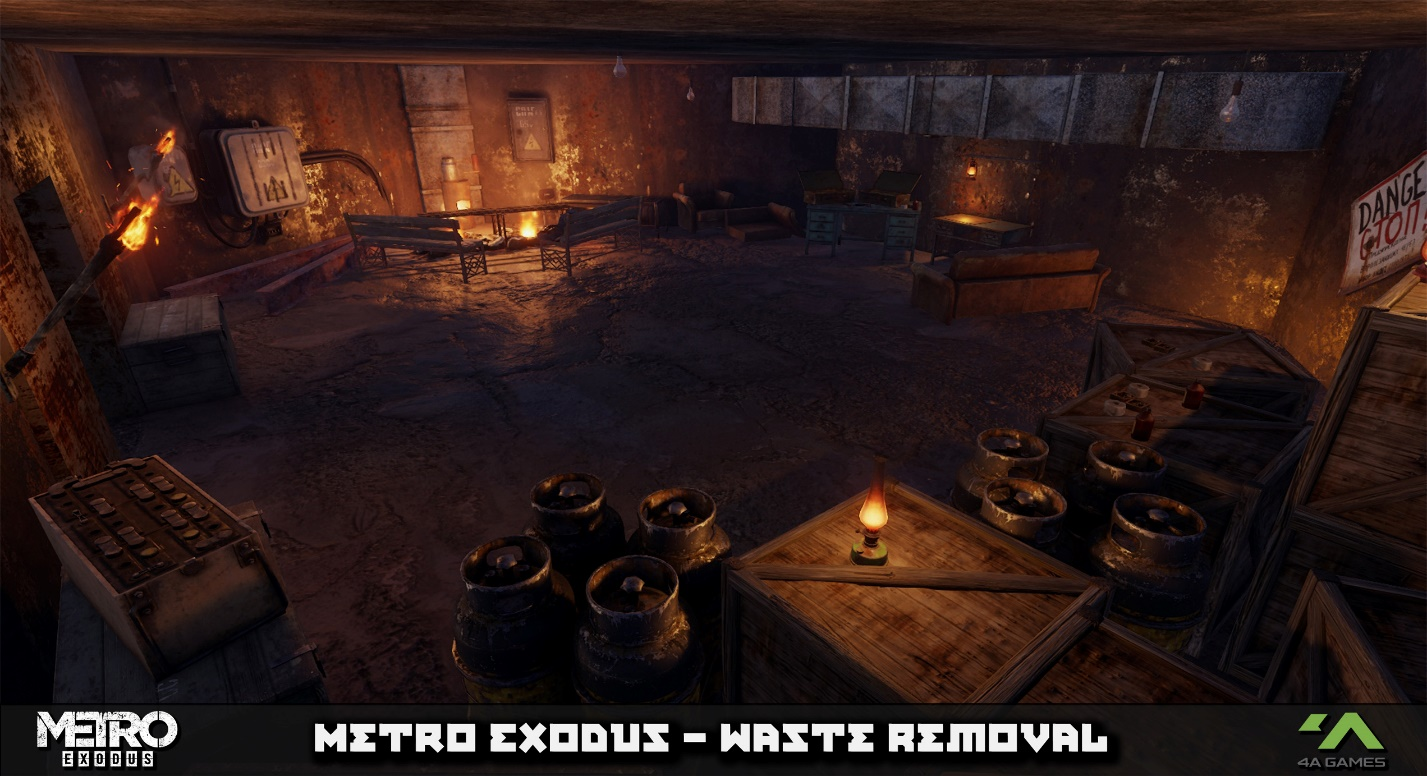 DANGE
СТОП
METRO
EXODUS
METRO EXODUS - WASTE REMOVAL
4A GAMES